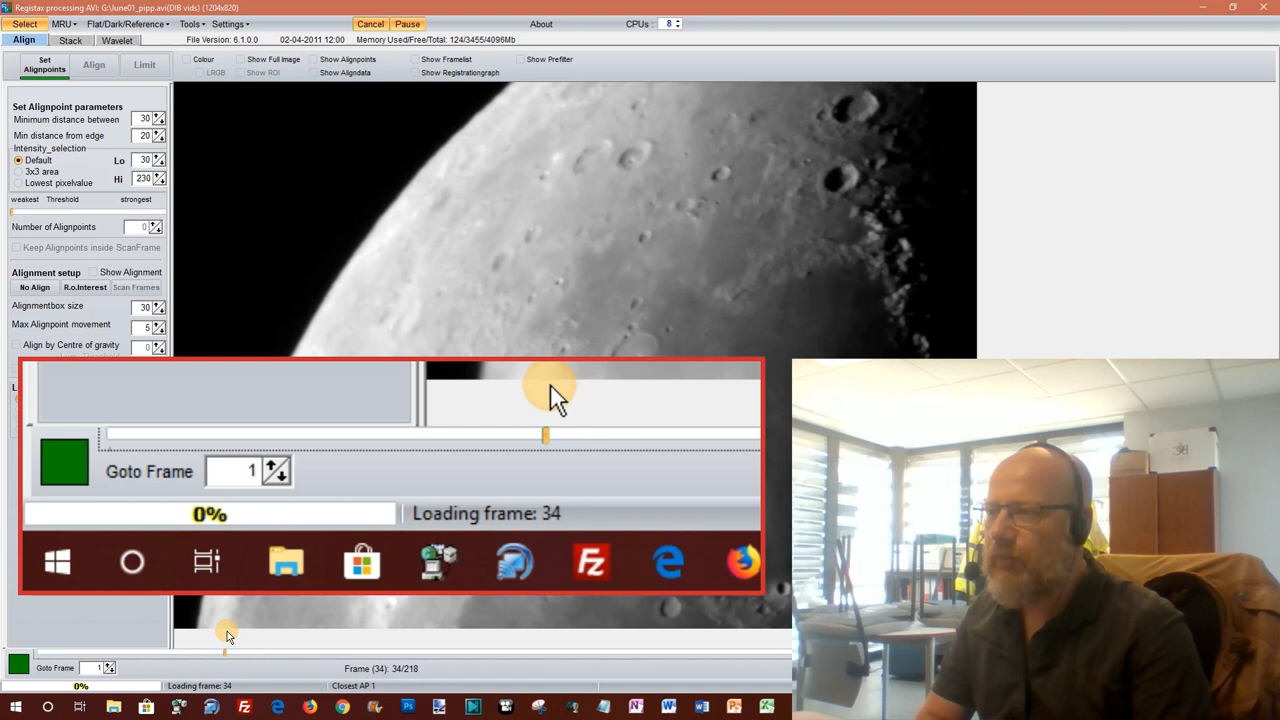 Registax processing AVI: G:\lune01_pipp.avi(DIB vids) (1204x820)
Select MRU Flat/Dark/Reference Tools Settings Cancel Pause About CPUs: 8
Align Stack Wavelet File Version: 6.1.0.0 02-04-2011 12:00 Memory Used/Free/Total: 124/3455/4096Mb
Set Alignpoints Align Limit
Colour Show Full Image Show Alignpoints Show Framelist Show Prefilter
LRGB Show ROI Show Aligndata Show Registrationgraph
Set Alignpoint parameters
Minimum distance between 30
Min distance from edge 20
Intensity_selection
Default Lo 30
3x3 area
Hi 230
Lowest pixelvalue
weakest Threshold strongest
Number of Alignpoints 0
Keep Alignpoints inside ScanFrame
Alignment setup Show Alignment
No Align R.o.Interest Scan Frames
Alignmentbox size 30
Max Alignpoint movement 5
Align by Centre of gravity 0
Goto Frame 1
0% Loading frame: 34
Fz
Goto Frame 1 Frame (34): 34/218
0% Loading frame: 34 Closest AP 1